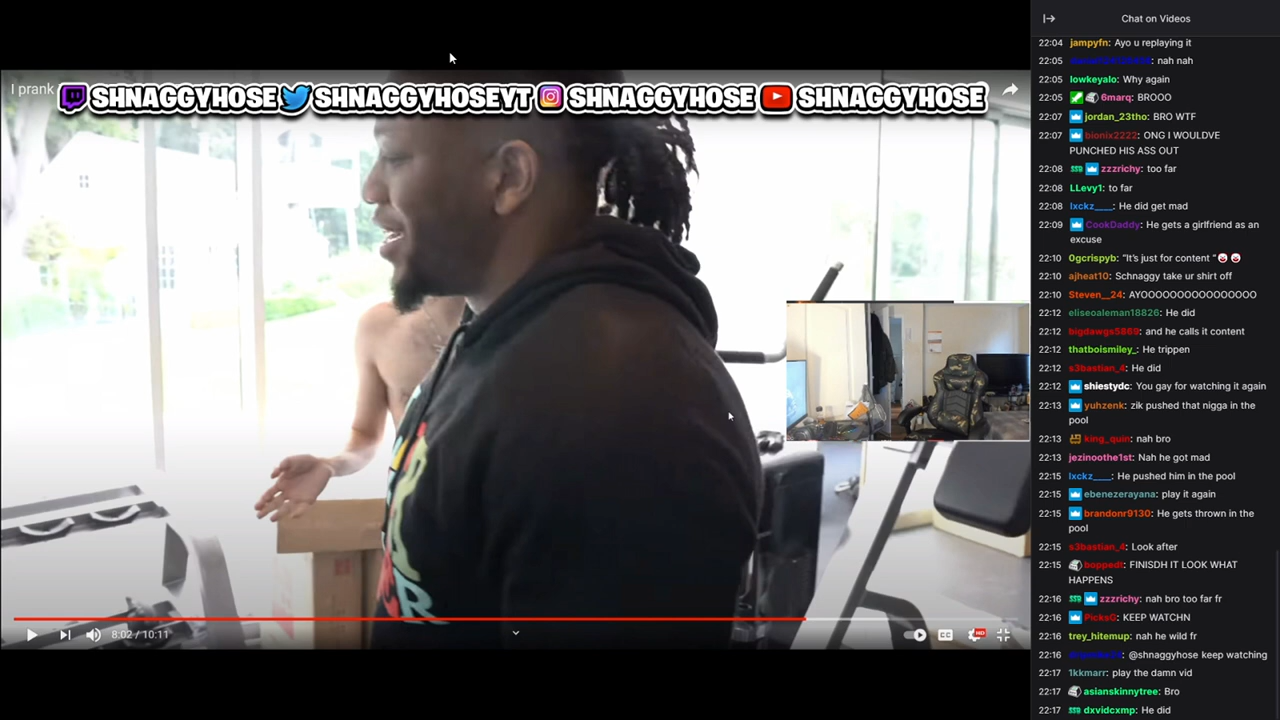 Chat on Videos
22:04 jampyfn: Ayo u replaying it
22:05 : nah nah
22:05 lowkeyalo: Why again
22:05 6marq: BROOO
22:07 jordan_23tho: BRO WTF
22:07 bionix2222: ONG I WOULDVE
PUNCHED HIS ASS OUT
22:08 zzzrichy: too far
22:08 LLevy1: to far
22:08 lxckz____: He did get mad
22:09 CookDaddy: He gets a girlfriend as an
excuse
22:10 0gcrispyb: "It's just for content "🤡🤡
22:10 ajheat10: Schnaggy take ur shirt off
22:10 Steven__24: AYOOOOOOOOOOOOOOOO
22:12 eliseoaleman18826: He did
22:12 bigdawgs5869: and he calls it content
22:12 thatboismiley_: He trippen
22:12 s3bastian_4: He did
22:12 shiestydc: You gay for watching it again
22:13 yuhzenk: zik pushed that nigga in the
pool
22:13 king_quin: nah bro
22:13 jezinoothe1st: Nah he got mad
22:15 lxckz____: He pushed him in the pool
22:15 ebenezerayana: play it again
22:15 brandonr9130: He gets thrown in the
pool
22:15 s3bastian_4: Look after
22:15 boppedt: FINISDH IT LOOK WHAT
HAPPENS
22:16 zzzrichy: nah bro too far fr
22:16 PicksG: KEEP WATCHN
22:16 trey_hitemup: nah he wild fr
22:16 : @shnaggyhose keep watching
22:17 1kkmarr: play the damn vid
22:17 asianskinnytree: Bro
22:17 dxvidcxmp: He did
I prank
SHNAGGYHOSE SHNAGGYHOSEYT SHNAGGYHOSE SHNAGGYHOSE
8:02 / 10:11
CC
HD